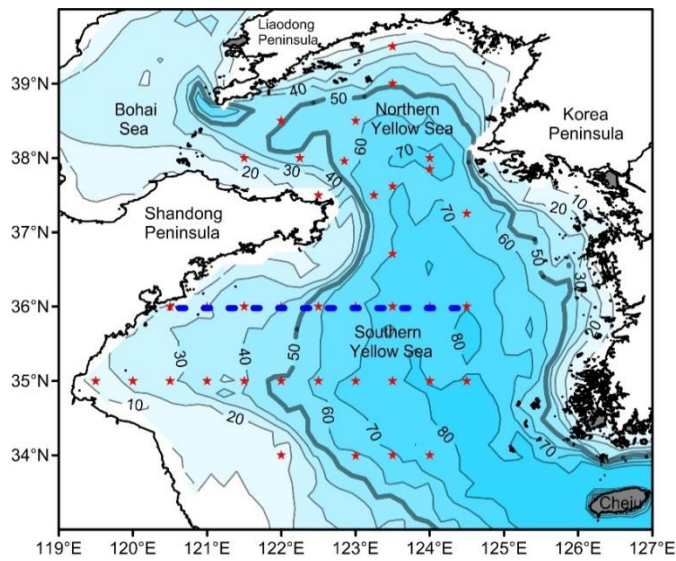 Liaodong
Peninsula
39°N
40
50
Northern
Yellow Sea
Bohai
Sea
Korea
Peninsula
60
38°N
70
20
30
40
10
20
Shandong
Peninsula
70
37°N
60
50
30
20
36°N
Southern
Yellow Sea
30
40
50
80
35°N
10
20
60
70
80
70
34°N
Cheju
119°E
120°E
121°E
122°E
123°E
124°E
125°E
126°E
127°E